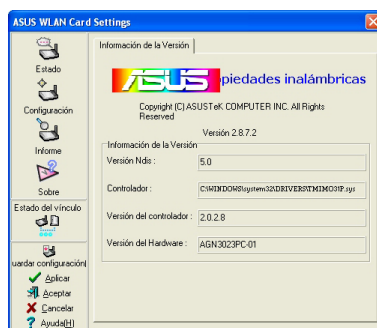 ASUS WLAN Card Settings
Estado
Configuración
Informe
Sobre
Estado del vínculo
uardar configuración
Aplicar
Aceptar
Cancelar
Ayuda(H)
Información de la Versión
ASUS piedades inalámbricas
Copyright (C) ASUSTeK COMPUTER INC. All Rights
Reserved
Versión 2.8.7.2
Información de la Versión
Versión Ndis : 5.0
Controlador : C:\WINDOWS\system32\DRIVERS\TMIMO31P.sys
Versión del controlador : 2.0.2.8
Versión del Hardware : AGN3023PC-01